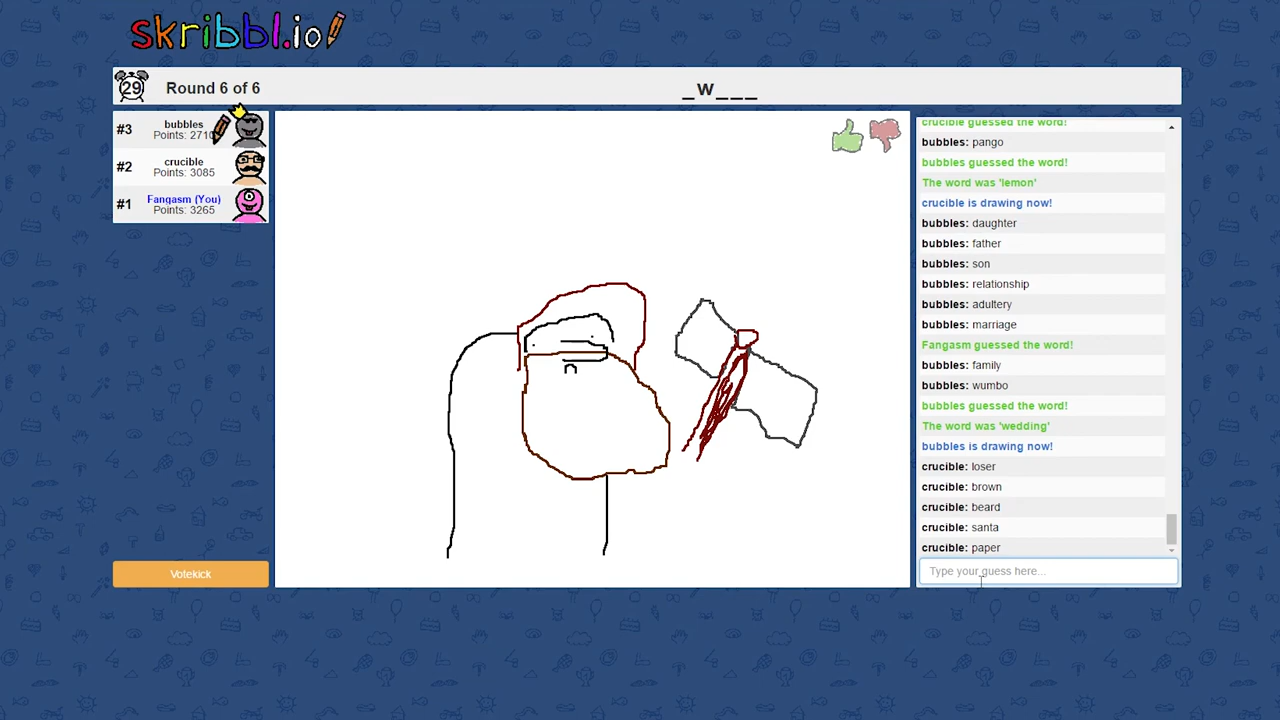 skribbl.io
29 Round 6 of 6 _w___
#3 bubbles
Points: 2710
#2 crucible
Points: 3085
#1 Fangasm (You)
Points: 3265
Votekick
crucible guessed the word!
bubbles: pango
bubbles guessed the word!
The word was 'lemon'
crucible is drawing now!
bubbles: daughter
bubbles: father
bubbles: son
bubbles: relationship
bubbles: adultery
bubbles: marriage
Fangasm guessed the word!
bubbles: family
bubbles: wumbo
bubbles guessed the word!
The word was 'wedding'
bubbles is drawing now!
crucible: loser
crucible: brown
crucible: beard
crucible: santa
crucible: paper
Type your guess here...